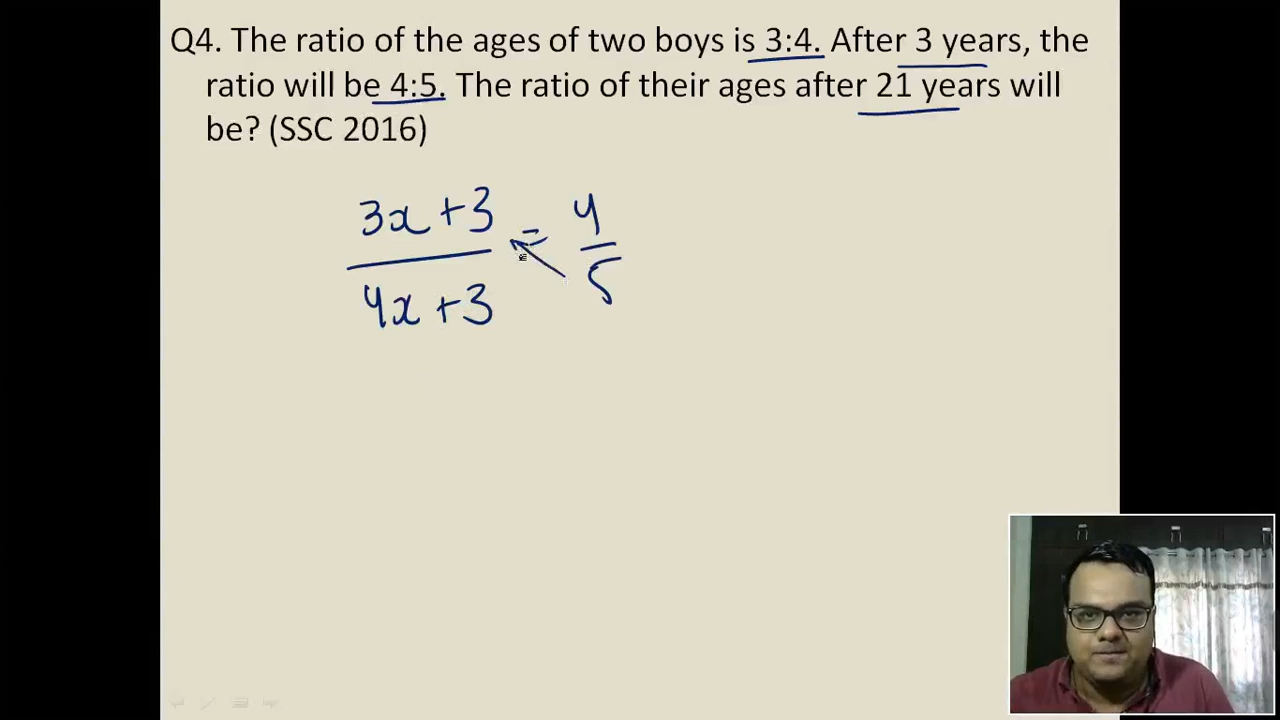 Q4. The ratio of the ages of two boys is 3:4. After 3 years, the
ratio will be 4:5. The ratio of their ages after 21 years will
be? (SSC 2016)
3x+3 = 4
4x+3 5